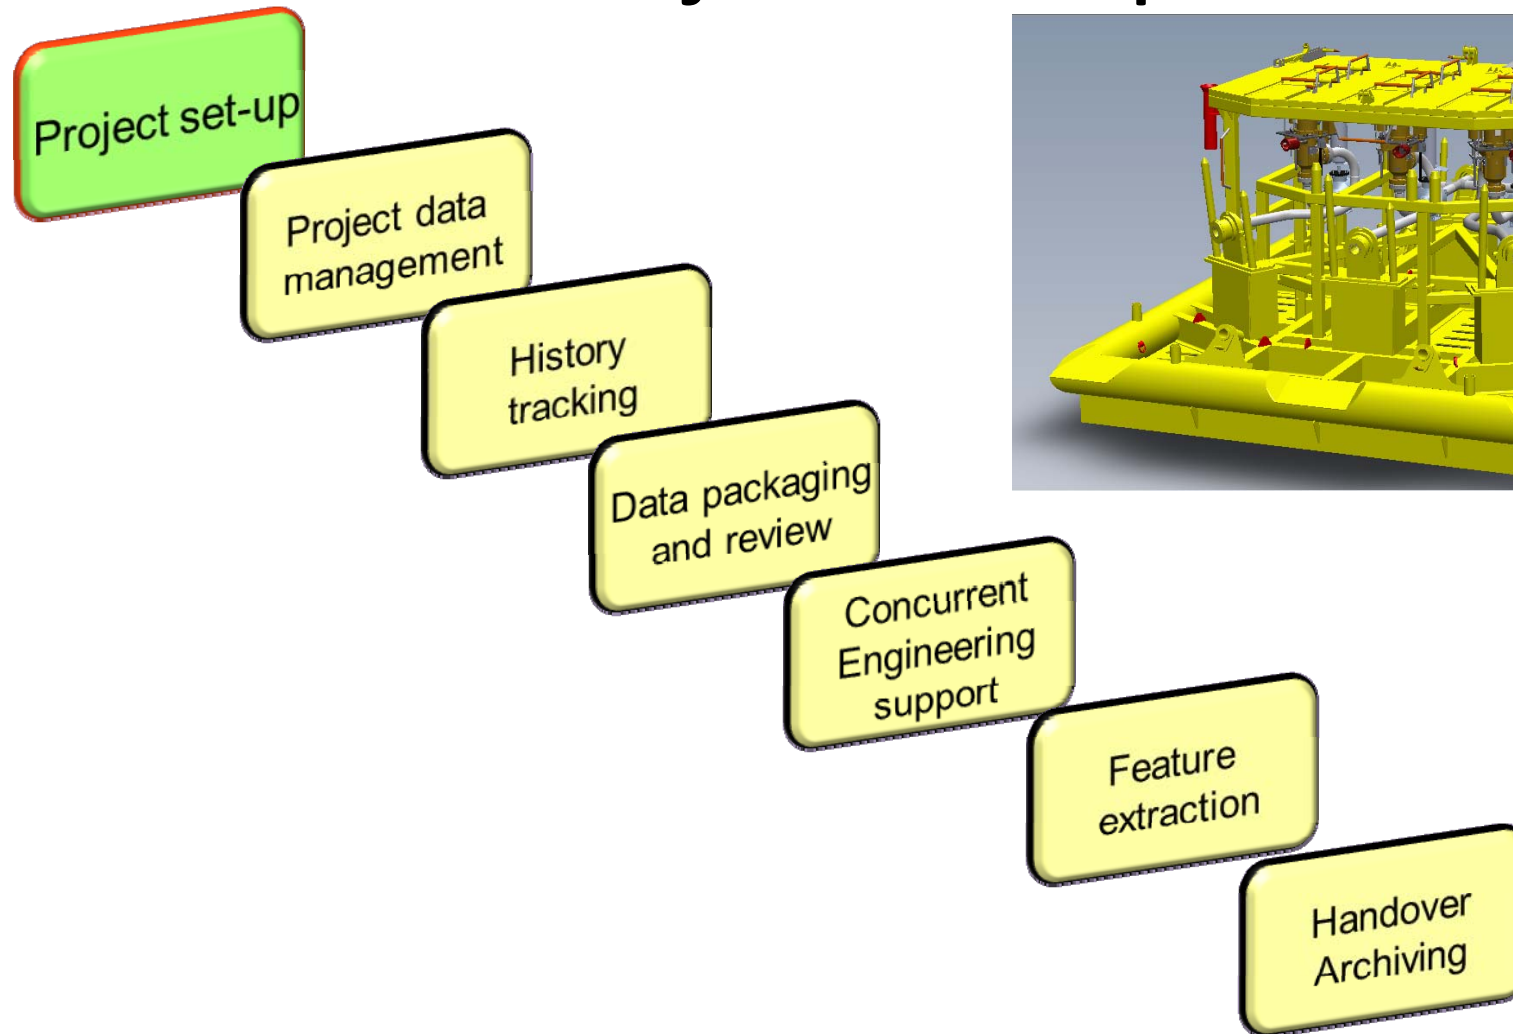 Project set-up
Project data
management
History
tracking
Data packaging
and review
Concurrent
Engineering
support
Feature
extraction
Handover
Archiving